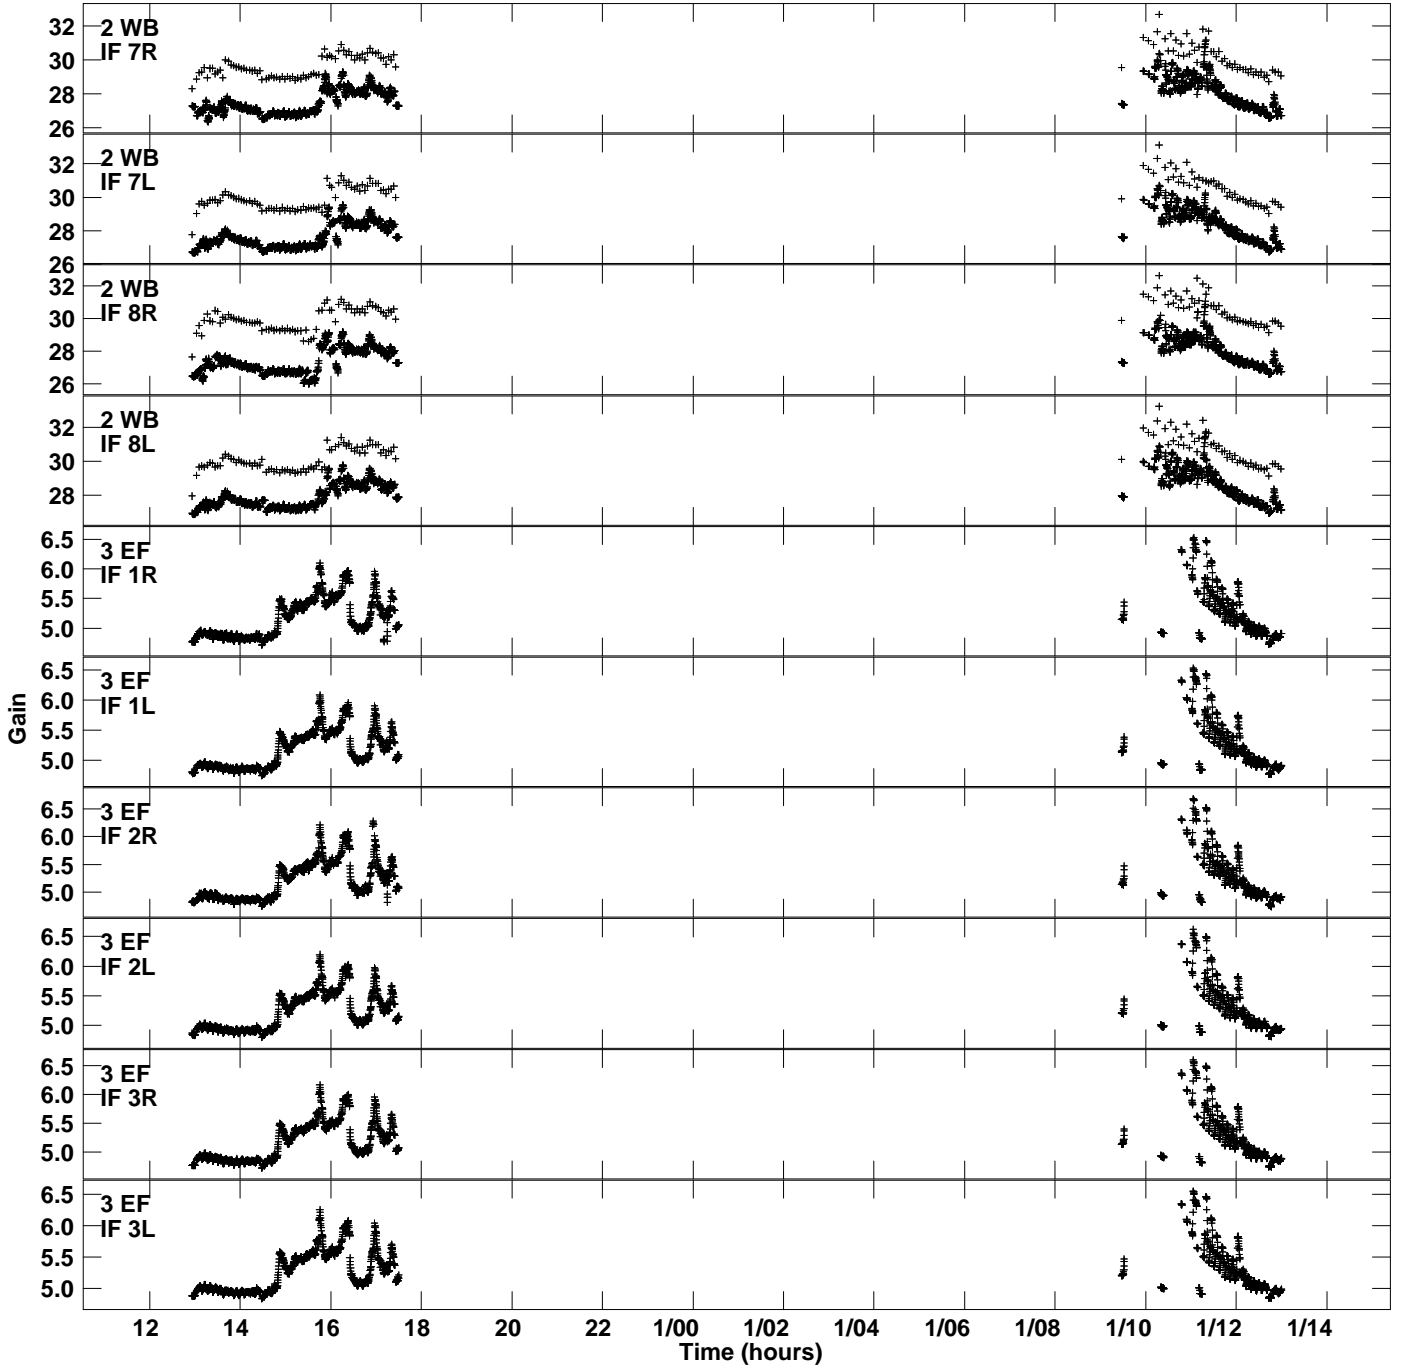 32
30
28
26
2 WB
IF 7R
32
30
28
26
2 WB
IF 7L
32
30
28
26
2 WB
IF 8R
32
30
28
2 WB
IF 8L
6.5
6.0
5.5
5.0
3 EF
IF 1R
6.5
6.0
5.5
5.0
3 EF
IF 1L
Gain
6.5
6.0
5.5
5.0
3 EF
IF 2R
6.5
6.0
5.5
5.0
3 EF
IF 2L
6.5
6.0
5.5
5.0
3 EF
IF 3R
6.5
6.0
5.5
5.0
3 EF
IF 3L
12 14 16 18 20 22 1/00 1/02 1/04 1/06 1/08 1/10 1/12 1/14
Time (hours)